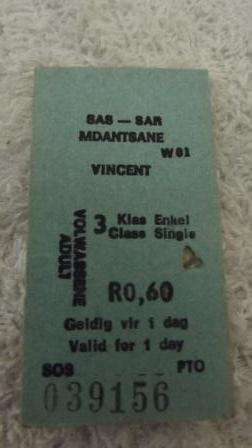 SAS — SAR
MDANTSANE
W 81
VINCENT
VOLWASSENE
ADULT
3 Klas Enkel
Class Single
R0,60
Geldig vir 1 dag
Valid for 1 day
SOS PTO
039156